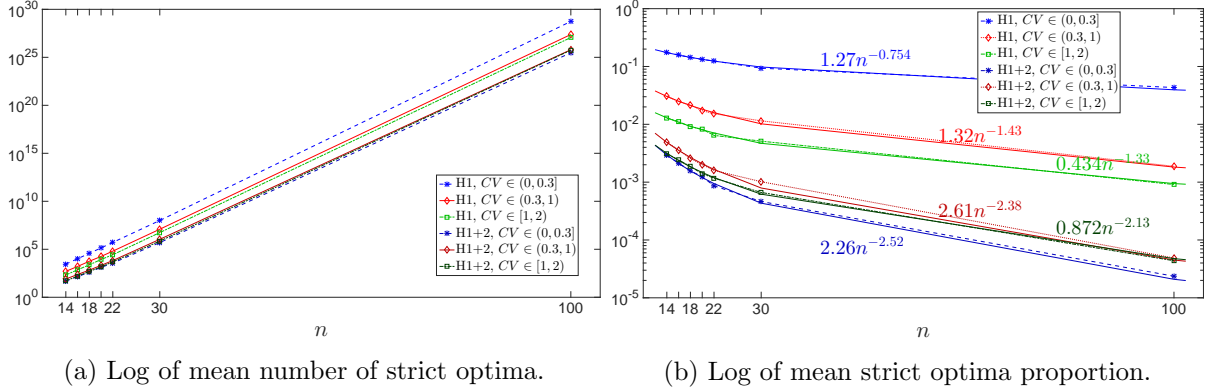 10^30
10^25
10^20
10^15
10^10
10^5
10^0
14 18 22 30 100
n
H1, CV ∈ (0, 0.3]
H1, CV ∈ (0.3, 1)
H1, CV ∈ [1, 2)
H1+2, CV ∈ (0, 0.3]
H1+2, CV ∈ (0.3, 1)
H1+2, CV ∈ [1, 2)
(a) Log of mean number of strict optima.
10^0
10^-1
10^-2
10^-3
10^-4
10^-5
14 18 22 30 100
n
H1, CV ∈ (0, 0.3]
H1, CV ∈ (0.3, 1)
H1, CV ∈ [1, 2)
H1+2, CV ∈ (0, 0.3]
H1+2, CV ∈ (0.3, 1)
H1+2, CV ∈ [1, 2)
1.27n^-0.754
1.32n^-1.43
0.434n^-1.33
2.61n^-2.38
0.872n^-2.13
2.26n^-2.52
(b) Log of mean strict optima proportion.